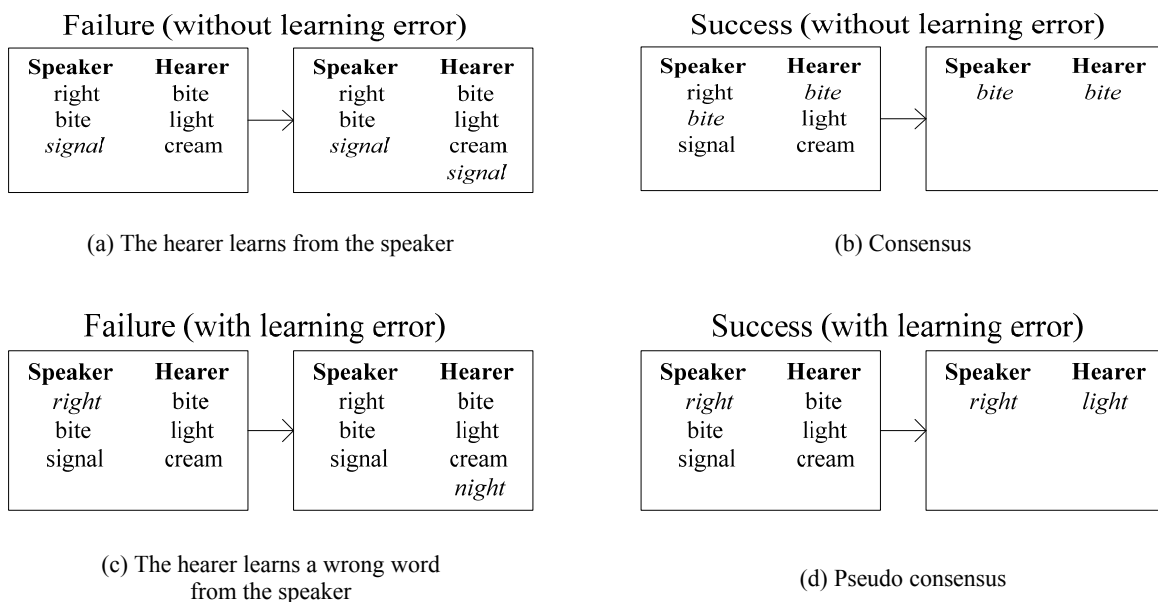 Failure (without learning error)
Speaker Hearer
right bite
bite light
signal cream
Speaker Hearer
right bite
bite light
signal cream
signal
(a) The hearer learns from the speaker
Success (without learning error)
Speaker Hearer
right bite
bite light
signal cream
Speaker Hearer
bite bite
(b) Consensus
Failure (with learning error)
Speaker Hearer
right bite
bite light
signal cream
Speaker Hearer
right bite
bite light
signal cream
night
(c) The hearer learns a wrong word
from the speaker
Success (with learning error)
Speaker Hearer
right bite
bite light
signal cream
Speaker Hearer
right light
(d) Pseudo consensus